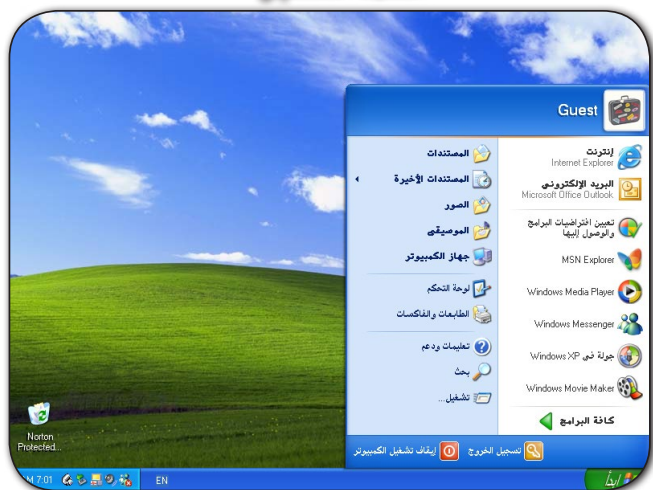 Guest
إنترنت
Internet Explorer
البريد الإلكتروني
Microsoft Office Outlook
تعيين افتراضيات البرامج
والوصول إليها
MSN Explorer
Windows Media Player
Windows Messenger
جولة في Windows XP
Windows Movie Maker
كافة البرامج
المستندات
المستندات الأخيرة
الصور
الموسيقى
جهاز الكمبيوتر
لوحة التحكم
الطابعات والفاكسات
تعليمات ودعم
بحث
تشغيل...
تسجيل الخروج
إيقاف تشغيل الكمبيوتر
Norton
Protected...
ابدأ
EN
M 7:01